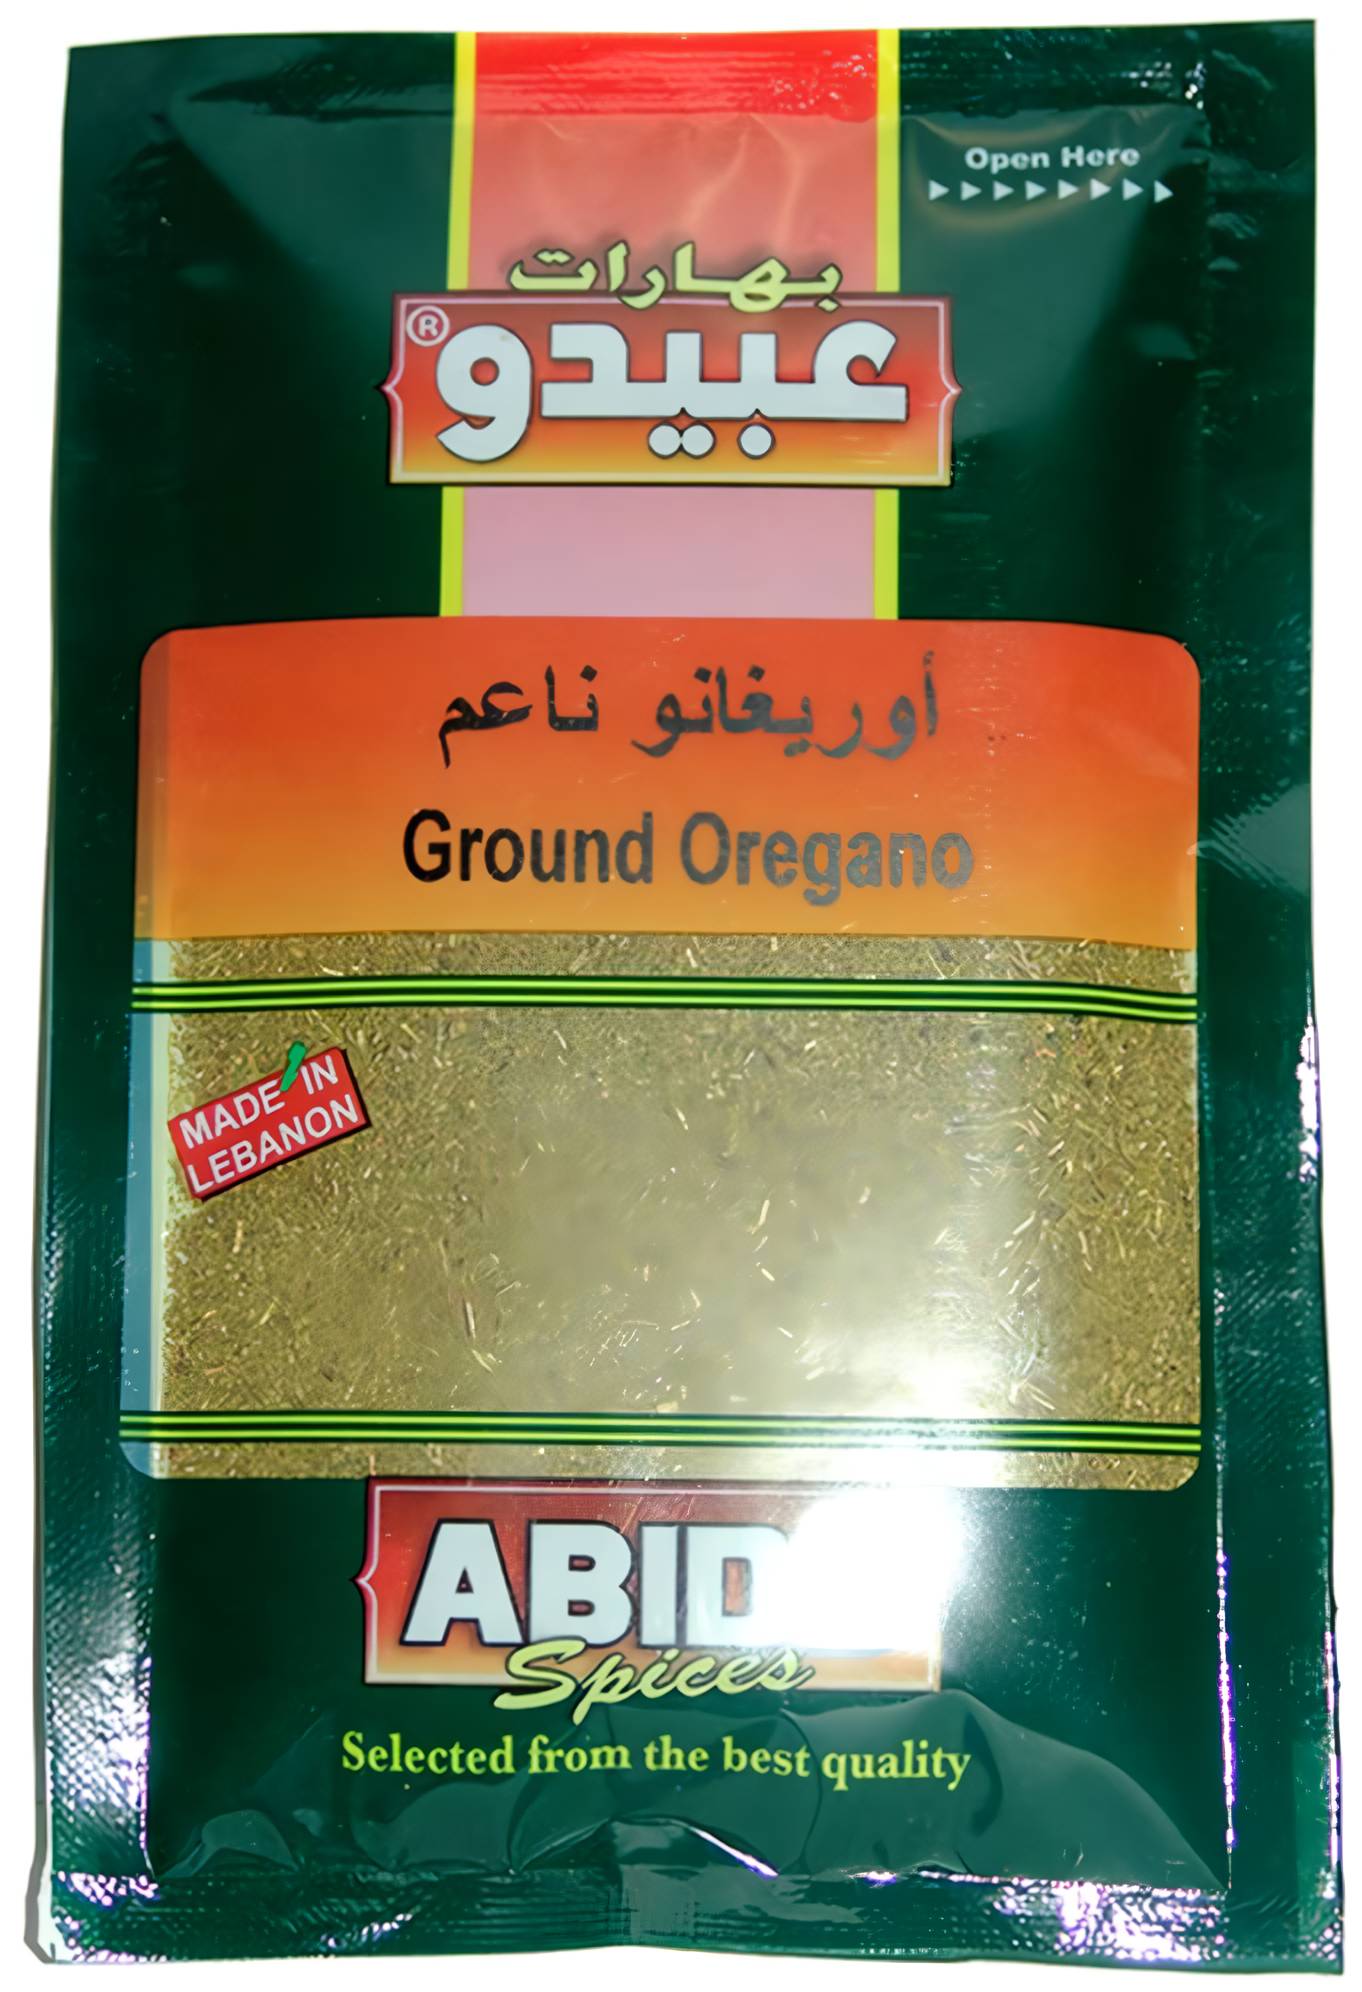 Open Here
بهارات
عبيدو®
أوريغانو ناعم
Ground Oregano
MADE IN
LEBANON
Spices
Selected from the best quality